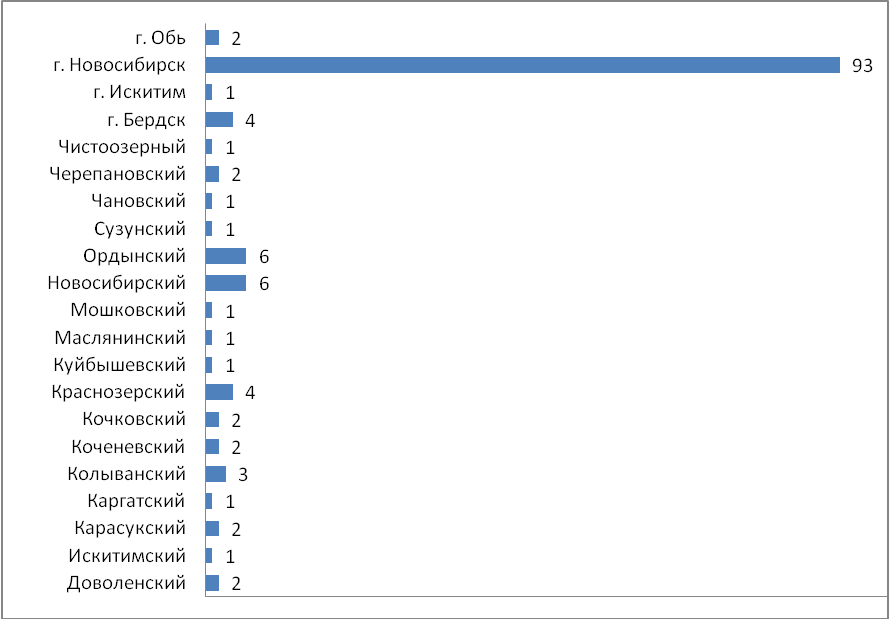 г. Обь 2
г. Новосибирск 93
г. Искитим 1
г. Бердск 4
Чистоозерный 1
Черепановский 2
Чановский 1
Сузунский 1
Ордынский 6
Новосибирский 6
Мошковский 1
Маслянинский 1
Куйбышевский 1
Краснозерский 4
Кочковский 2
Коченевский 2
Колыванский 3
Каргатский 1
Карасукский 2
Искитимский 1
Доволенский 2